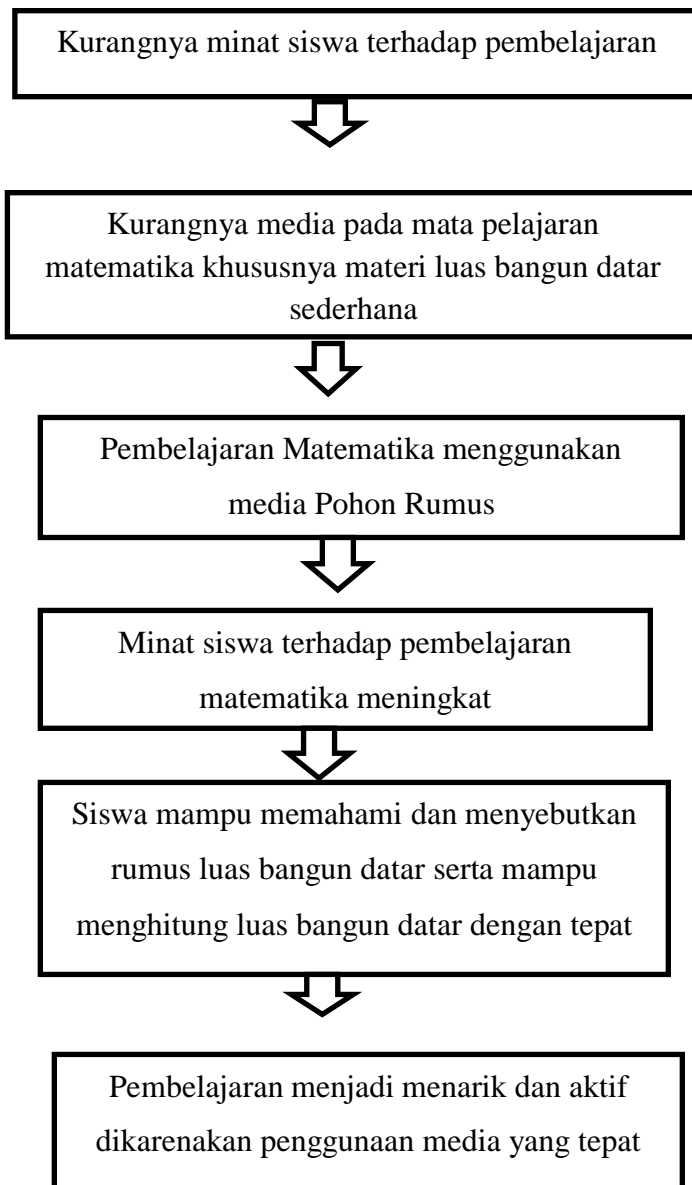 Kurangnya minat siswa terhadap pembelajaran
Kurangnya media pada mata pelajaran
matematika khususnya materi luas bangun datar
sederhana
Pembelajaran Matematika menggunakan
media Pohon Rumus
Minat siswa terhadap pembelajaran
matematika meningkat
Siswa mampu memahami dan menyebutkan
rumus luas bangun datar serta mampu
menghitung luas bangun datar dengan tepat
Pembelajaran menjadi menarik dan aktif
dikarenakan penggunaan media yang tepat